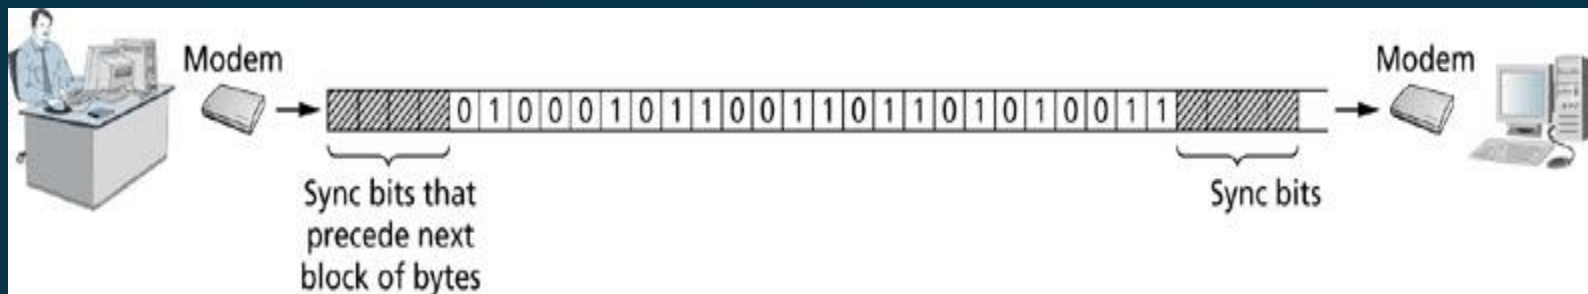 Modem
Modem
0 1 0 0 0 1 0 1 1 0 0 1 1 0 1 1 0 1 0 1 0 0 1 1
Sync bits that
precede next
block of bytes
Sync bits